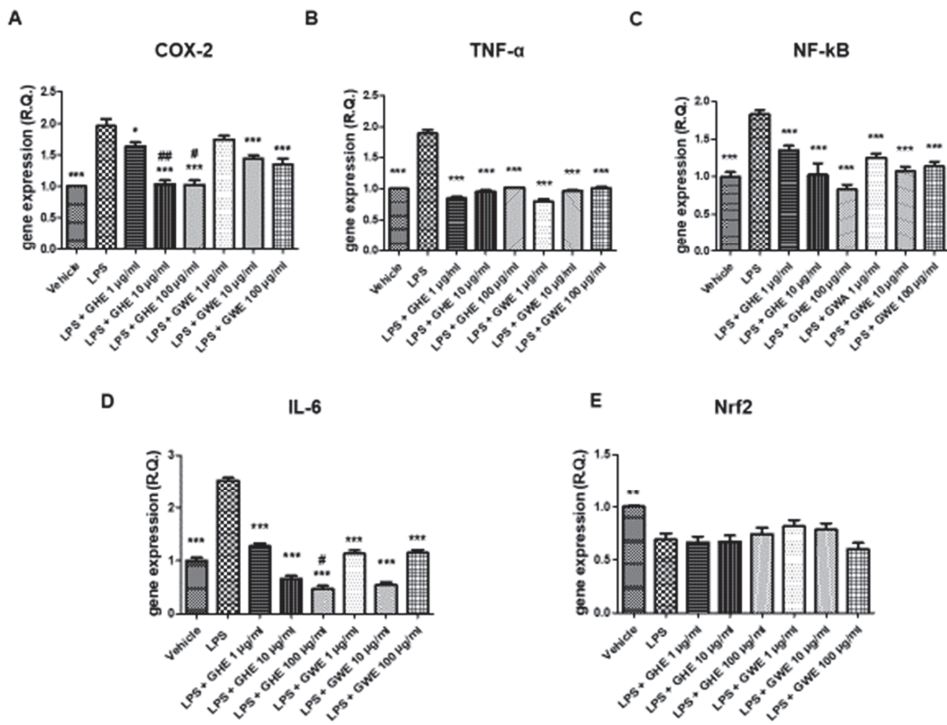 A
COX-2
gene expression (R.Q.)
2.5
2.0
1.5
1.0
0.5
0.0
***
*
##
***
#
***
***
***
Vehicle
LPS
LPS + GHE 1 µg/ml
LPS + GHE 10 µg/ml
LPS + GHE 100 µg/ml
LPS + GWE 1 µg/ml
LPS + GWE 10 µg/ml
LPS + GWE 100 µg/ml
B
TNF-α
gene expression (R.Q.)
2.5
2.0
1.5
1.0
0.5
0.0
***
***
***
***
***
***
***
Vehicle
LPS
LPS + GHE 1 µg/ml
LPS + GHE 10 µg/ml
LPS + GHE 100 µg/ml
LPS + GWE 1 µg/ml
LPS + GWE 10 µg/ml
LPS + GWE 100 µg/ml
C
NF-kB
gene expression (R.Q.)
2.0
1.5
1.0
0.5
0.0
***
***
***
***
***
***
***
Vehicle
LPS
LPS + GHE 1 µg/ml
LPS + GHE 10 µg/ml
LPS + GHE 100 µg/ml
LPS + GWA 1 µg/ml
LPS + GWE 10 µg/ml
LPS + GWE 100 µg/ml
D
IL-6
gene expression (R.Q.)
3
2
1
0
***
***
***
#
***
***
***
***
Vehicle
LPS
LPS + GHE 1 µg/ml
LPS + GHE 10 µg/ml
LPS + GHE 100 µg/ml
LPS + GWE 1 µg/ml
LPS + GWE 10 µg/ml
LPS + GWE 100 µg/ml
E
Nrf2
gene expression (R.Q.)
1.5
1.0
0.5
0.0
**
Vehicle
LPS
LPS + GHE 1 µg/ml
LPS + GHE 10 µg/ml
LPS + GHE 100 µg/ml
LPS + GWE 1 µg/ml
LPS + GWE 10 µg/ml
LPS + GWE 100 µg/ml